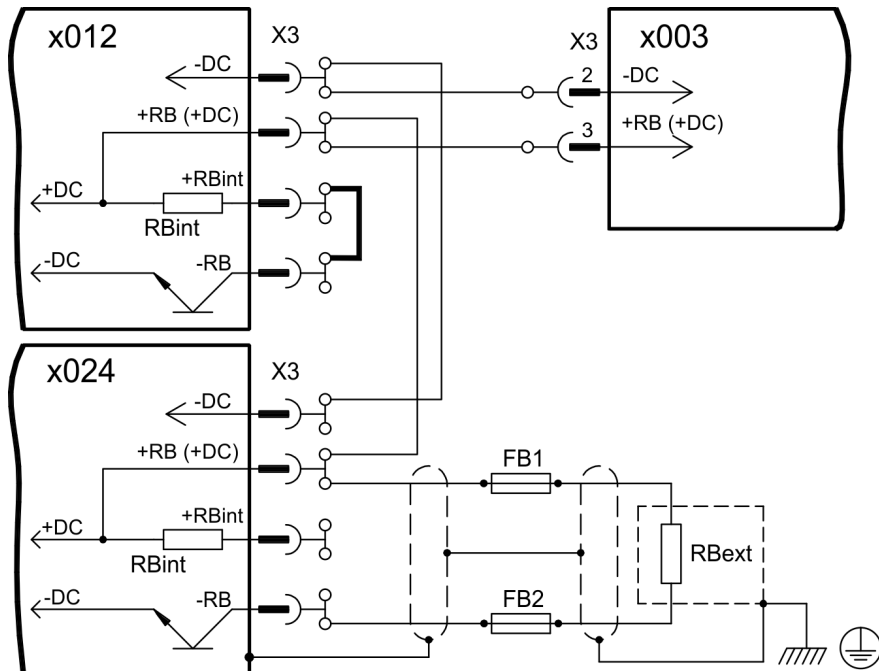 x012
X3
-DC
+RB (+DC)
+DC
+RBint
RBint
-DC
-RB
X3
x003
2
-DC
3
+RB (+DC)
x024
X3
-DC
+RB (+DC)
+DC
+RBint
RBint
-DC
-RB
FB1
FB2
RBext